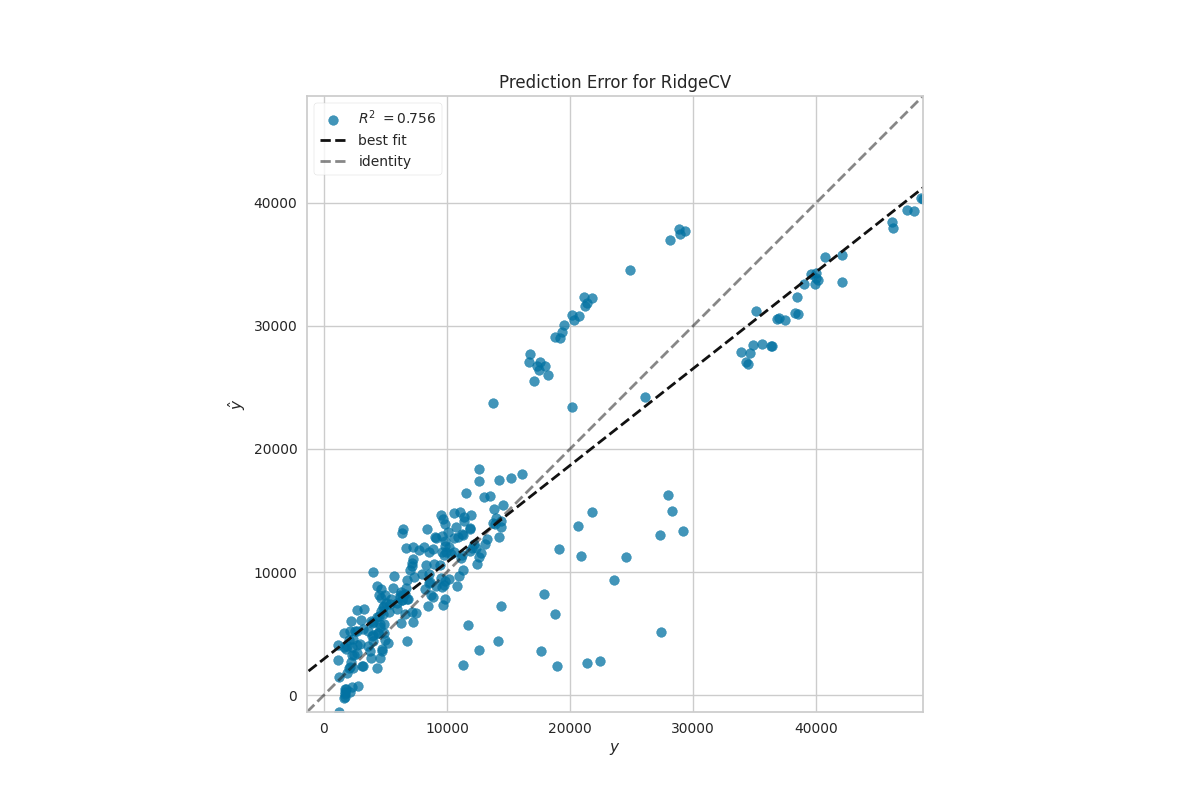 Prediction Error for RidgeCV
R² = 0.756
best fit
identity
ŷ
40000
30000
20000
10000
0
0 10000 20000 30000 40000
y